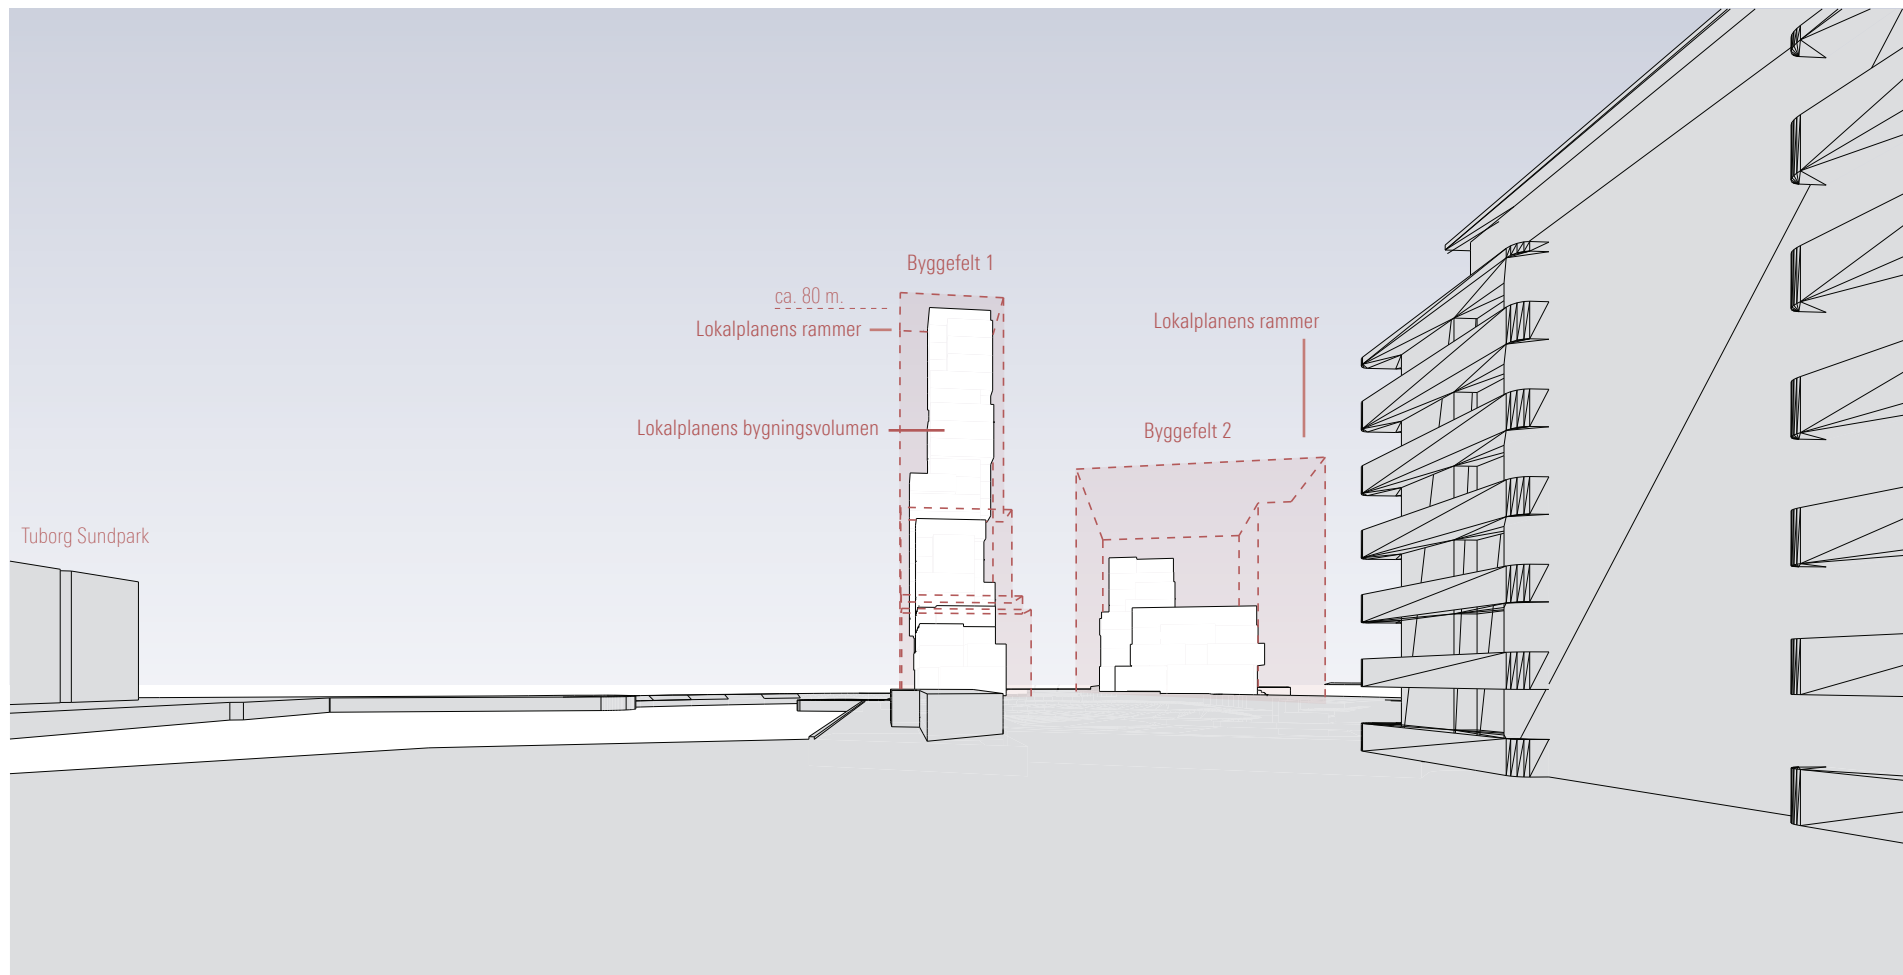 Byggefelt 1
ca. 80 m.
Lokalplanens rammer
Lokalplanens rammer
Lokalplanens bygningsvolumen
Byggefelt 2
Tuborg Sundpark